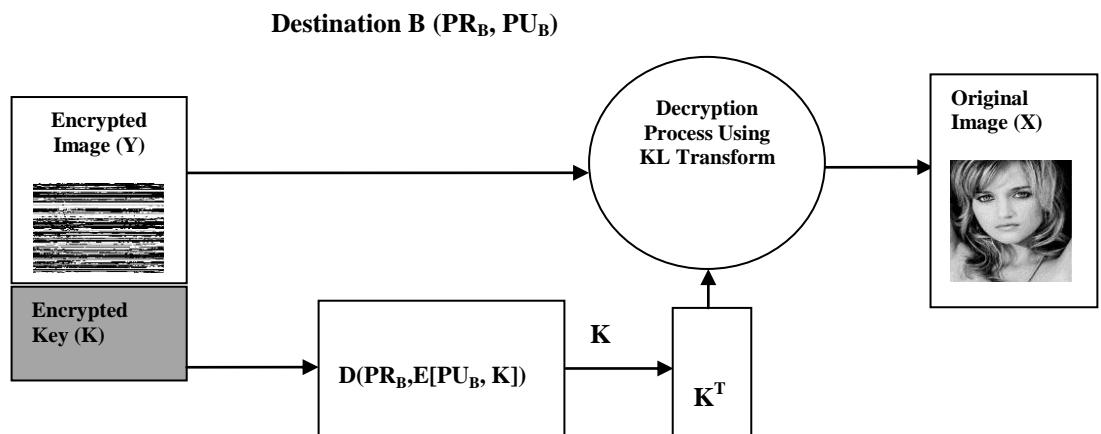 Destination B (PR_B, PU_B)
Encrypted
Image (Y)
Decryption
Process Using
KL Transform
Original
Image (X)
Encrypted
Key (K)
D(PR_B,E[PU_B, K])
K
K^T